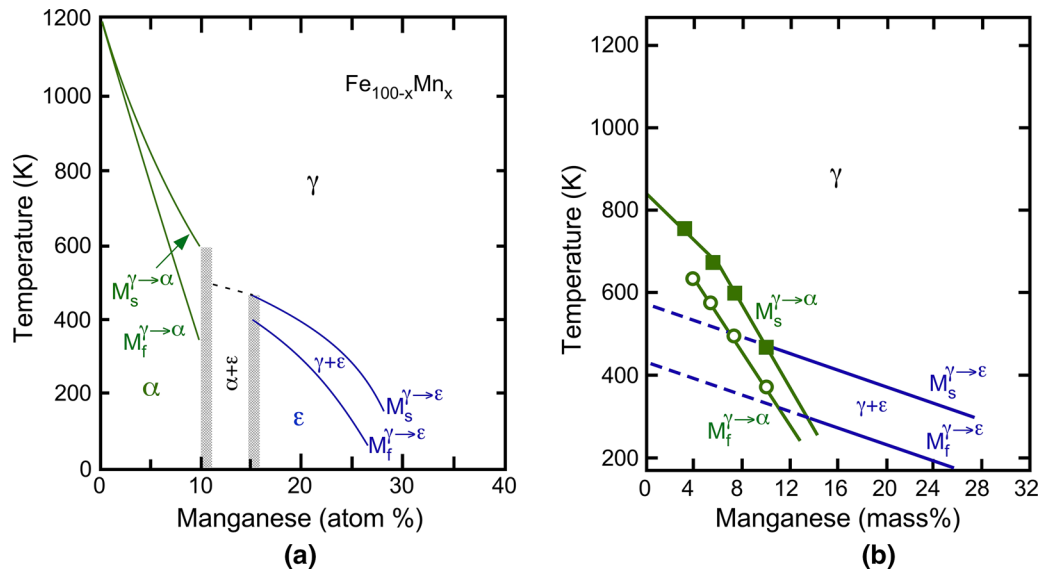 1200
1000
800
600
400
200
0
Temperature (K)
Fe100-xMnx
γ
Msγ→α
Mfγ→α
α
α+ε
γ+ε
ε
Msγ→ε
Mfγ→ε
0 10 20 30 40
Manganese (atom %)
(a)
1200
1000
800
600
400
200
Temperature (K)
γ
Msγ→α
Msγ→ε
γ+ε
Mfγ→α
Mfγ→ε
0 4 8 12 16 20 24 28 32
Manganese (mass%)
(b)